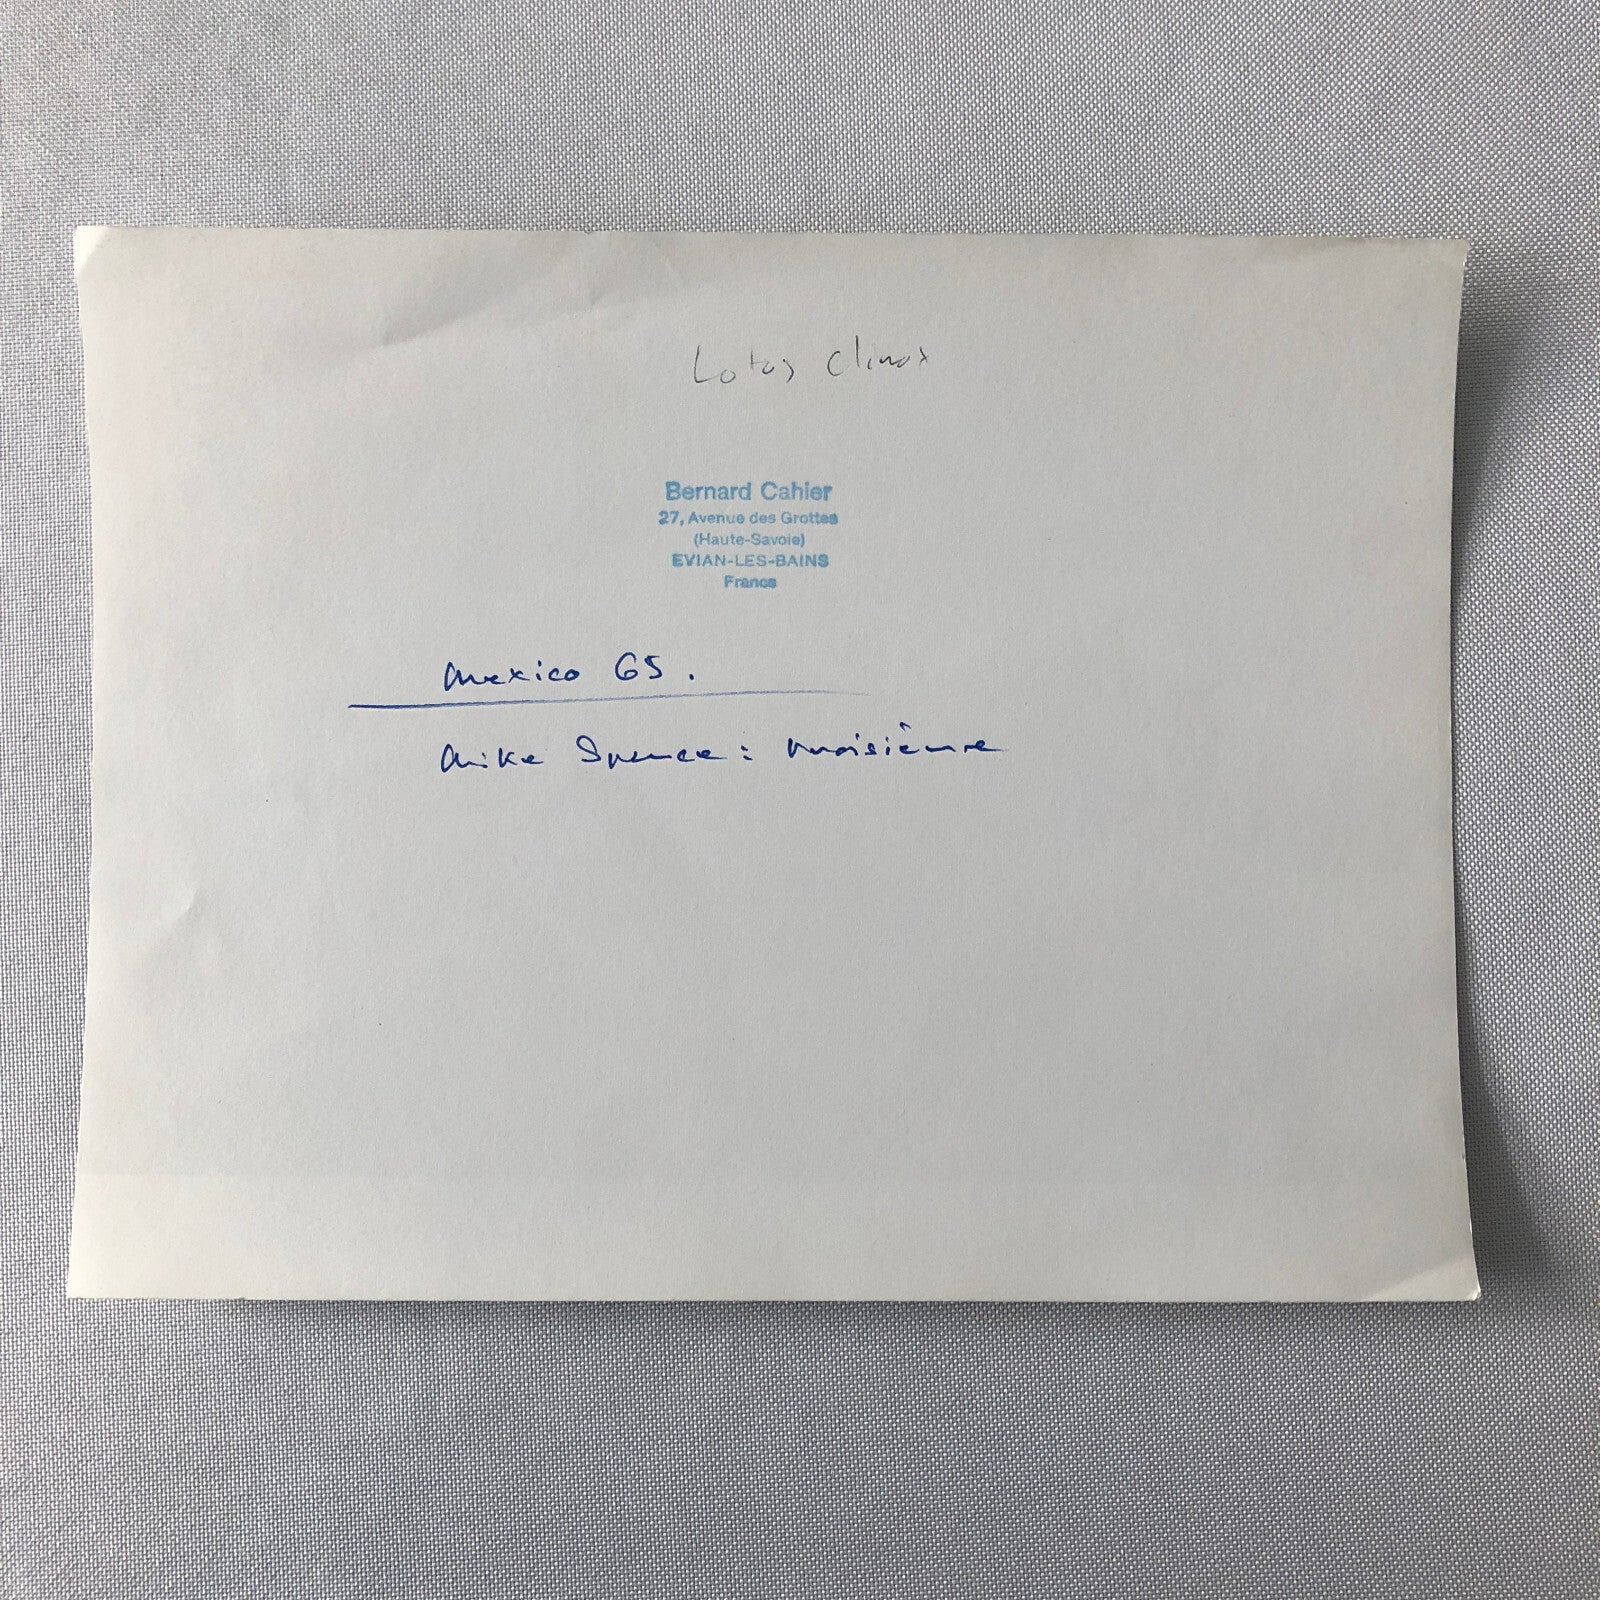 Lotus Climax
Bernard Cahier
27, Avenue des Grottes
(Haute-Savoie)
EVIAN-LES-BAINS
France
Mexico 65.
Mike Spence: troisième